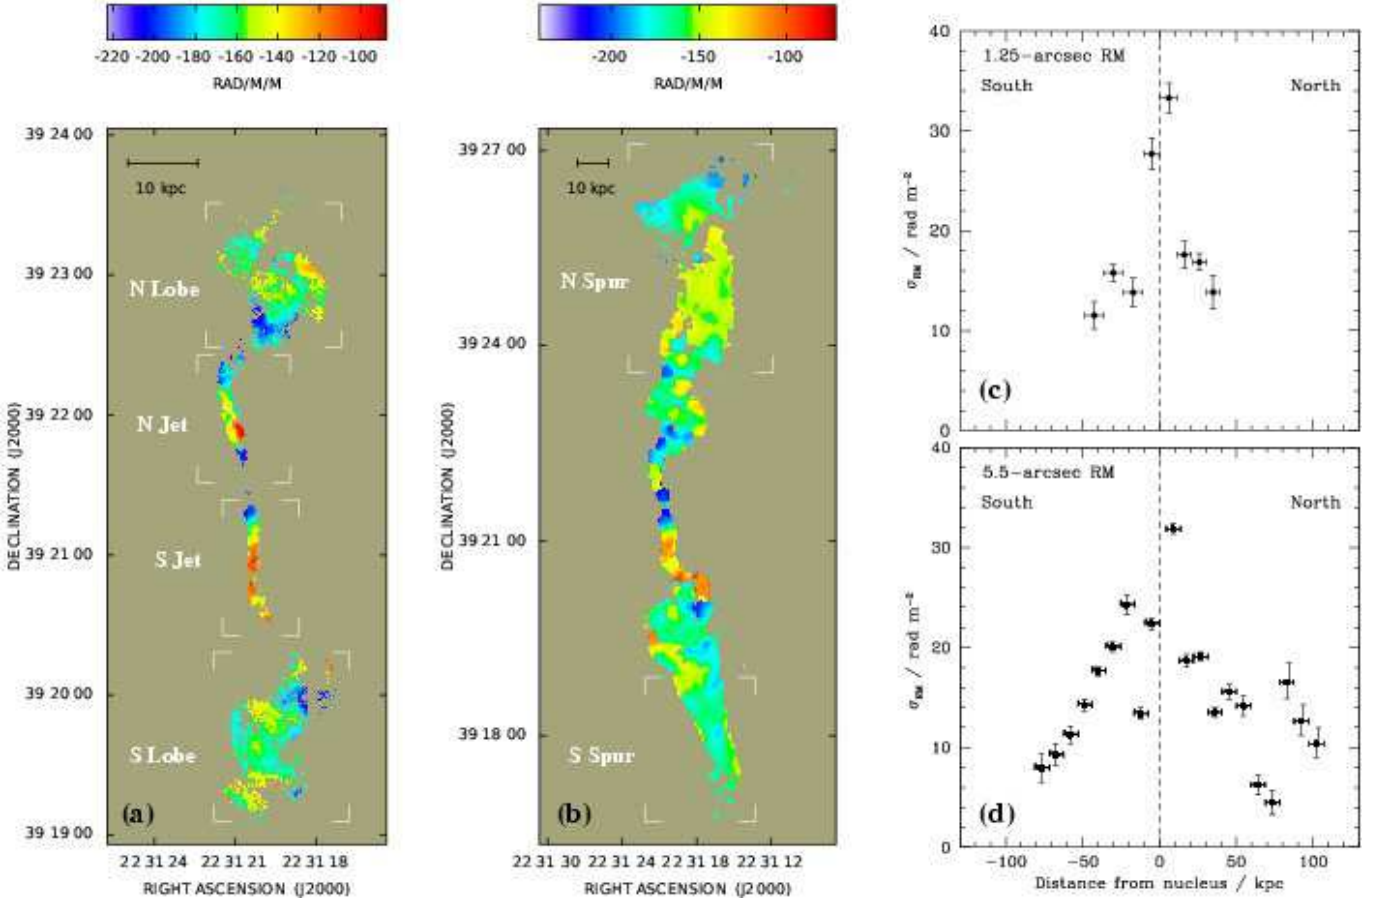 -220 -200 -180 -160 -140 -120 -100
RAD/M/M
39 24 00
39 23 00
39 22 00
39 21 00
39 20 00
39 19 00
DECLINATION (J2000)
10 kpc
N Lobe
N Jet
S Jet
S Lobe
(a)
22 31 24 22 31 21 22 31 18
RIGHT ASCENSION (J2000)
-200 -150 -100
RAD/M/M
39 27 00
39 24 00
39 21 00
39 18 00
DECLINATION (J2000)
10 kpc
N Spur
S Spur
(b)
22 31 30 22 31 24 22 31 18 22 31 12
RIGHT ASCENSION (J2000)
40
30
20
10
0
σRM / rad m−2
1.25-arcsec RM
South North
(c)
40
30
20
10
0
σRM / rad m−2
5.5-arcsec RM
South North
(d)
−100 −50 0 50 100
Distance from nucleus / kpc